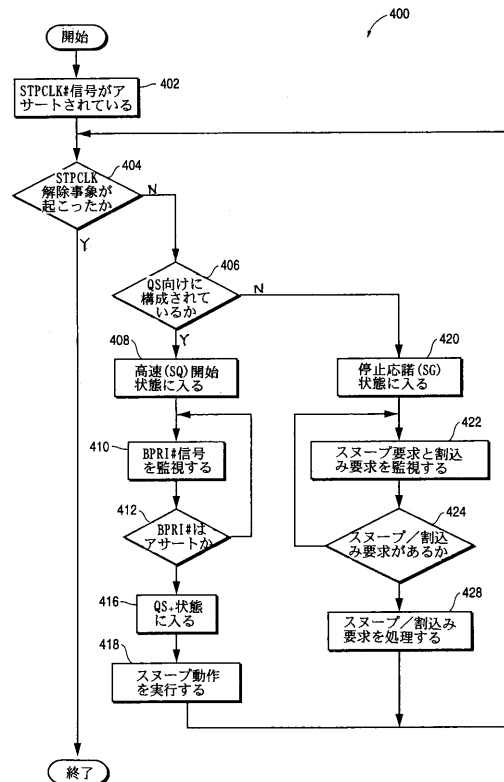 400
開始
402
STPCLK#信号がア
サートされている
404
STPCLK
解除事象が
起こったか
N
Y
406
QS向けに
構成されて
いるか
N
Y
408
高速(SQ)開始
状態に入る
420
停止応諾(SG)
状態に入る
410
BPRI#信号
を監視する
422
スヌープ要求と割込
み要求を監視する
412
BPRI#は
アサートか
424
スヌープ/割込
み要求があるか
416
QS+状態
に入る
428
スヌープ/割込み
要求を処理する
418
スヌープ動作
を実行する
終了